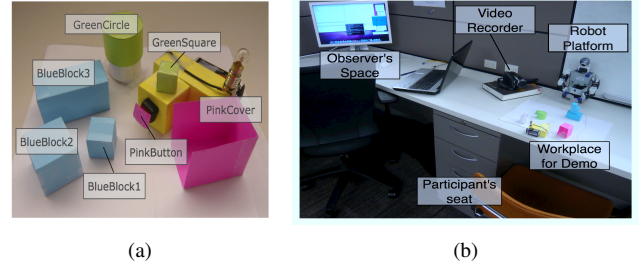 GreenCircle
GreenSquare
BlueBlock3
PinkCover
BlueBlock2
PinkButton
BlueBlock1
(a)
Video
Recorder
Robot
Platform
Observer's
Space
Workplace
for Demo
Participant's
seat
(b)